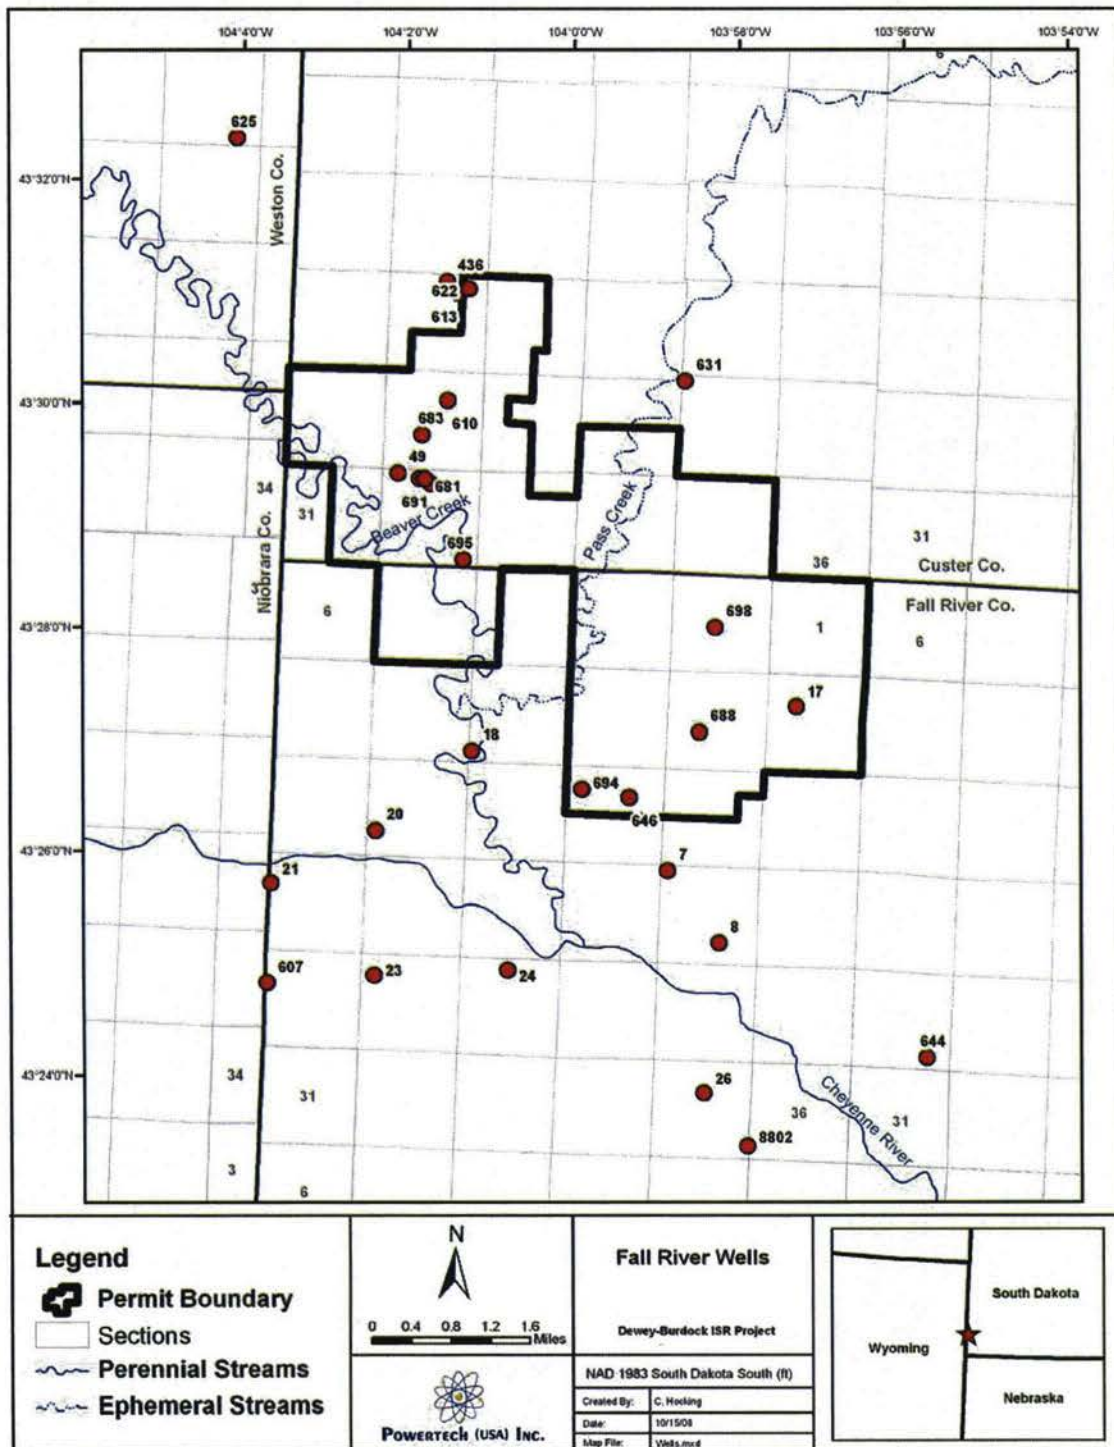 104°4'0"W 104°2'0"W 104°0'0"W 103°58'0"W 103°56'0"W 103°54'0"W
6
625
43°32'0"N
Weston Co.
436
622
613
631
43°30'0"N
683 610
49
34
681
691
31
Beaver Creek
Pass Creek
695
31
36
Custer Co.
Niobrara Co.
Fall River Co.
6
698
1
6
43°28'0"N
17
688
18
694
646
20
7
43°26'0"N
21
8
607
23
24
644
43°24'0"N
34
26
31
36
31
Cheyenne River
8802
3
6
Legend
Permit Boundary
Sections
Perennial Streams
Ephemeral Streams
N
0 0.4 0.8 1.2 1.6
Miles
POWERTECH (USA) INC.
Fall River Wells
Dewey-Burdock ISR Project
NAD 1983 South Dakota South (ft)
Created By: C. Hocking
Date: 10/15/08
Map File: Wells.mxd
South Dakota
Wyoming
Nebraska